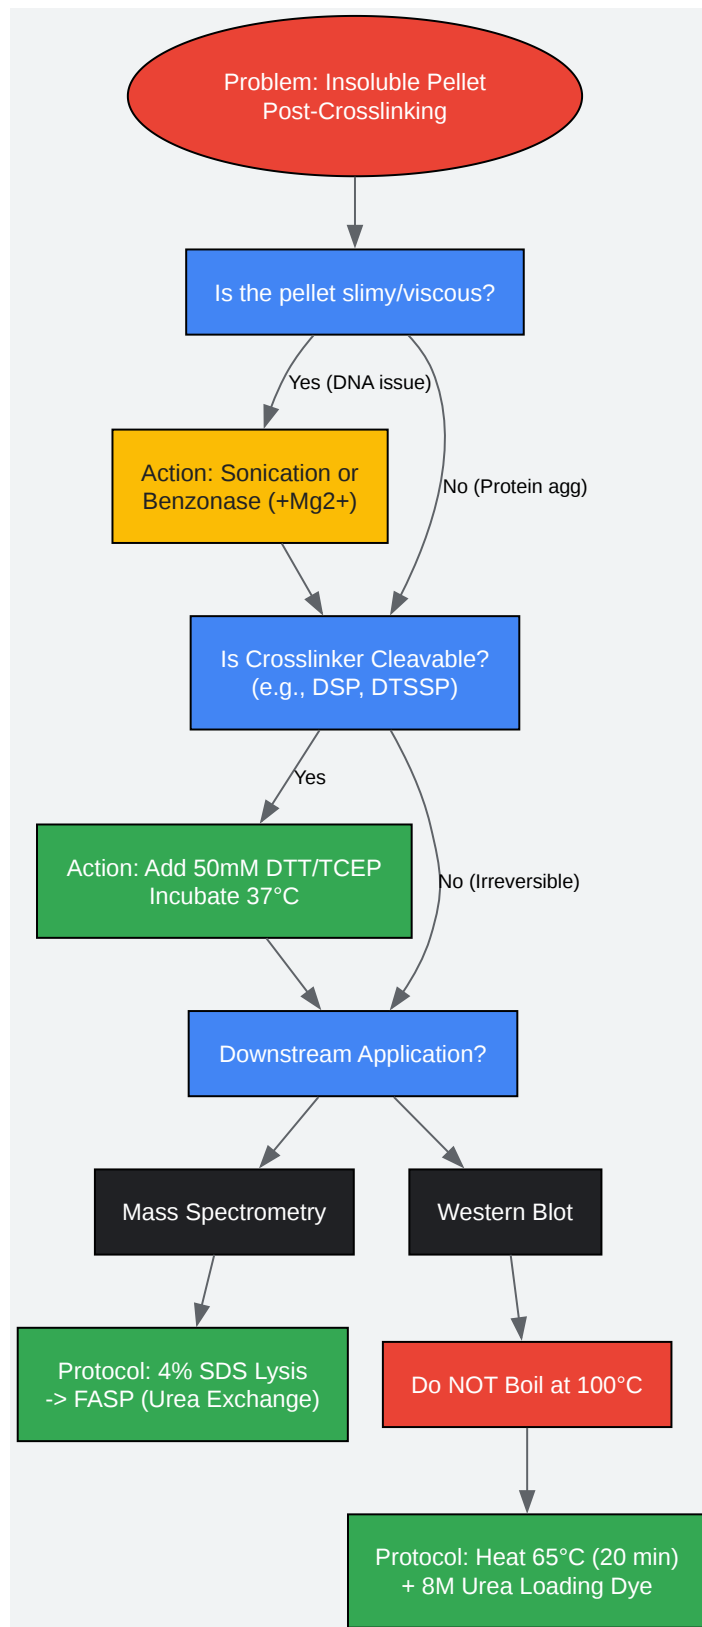 Problem: Insoluble Pellet
Post-Crosslinking
Is the pellet slimy/viscous?
Yes (DNA issue)
Action: Sonication or
Benzonase (+Mg2+)
No (Protein agg)
Is Crosslinker Cleavable?
(e.g., DSP, DTSSP)
Yes
Action: Add 50mM DTT/TCEP
Incubate 37°C
No (Irreversible)
Downstream Application?
Mass Spectrometry
Western Blot
Protocol: 4% SDS Lysis
-> FASP (Urea Exchange)
Do NOT Boil at 100°C
Protocol: Heat 65°C (20 min)
+ 8M Urea Loading Dye